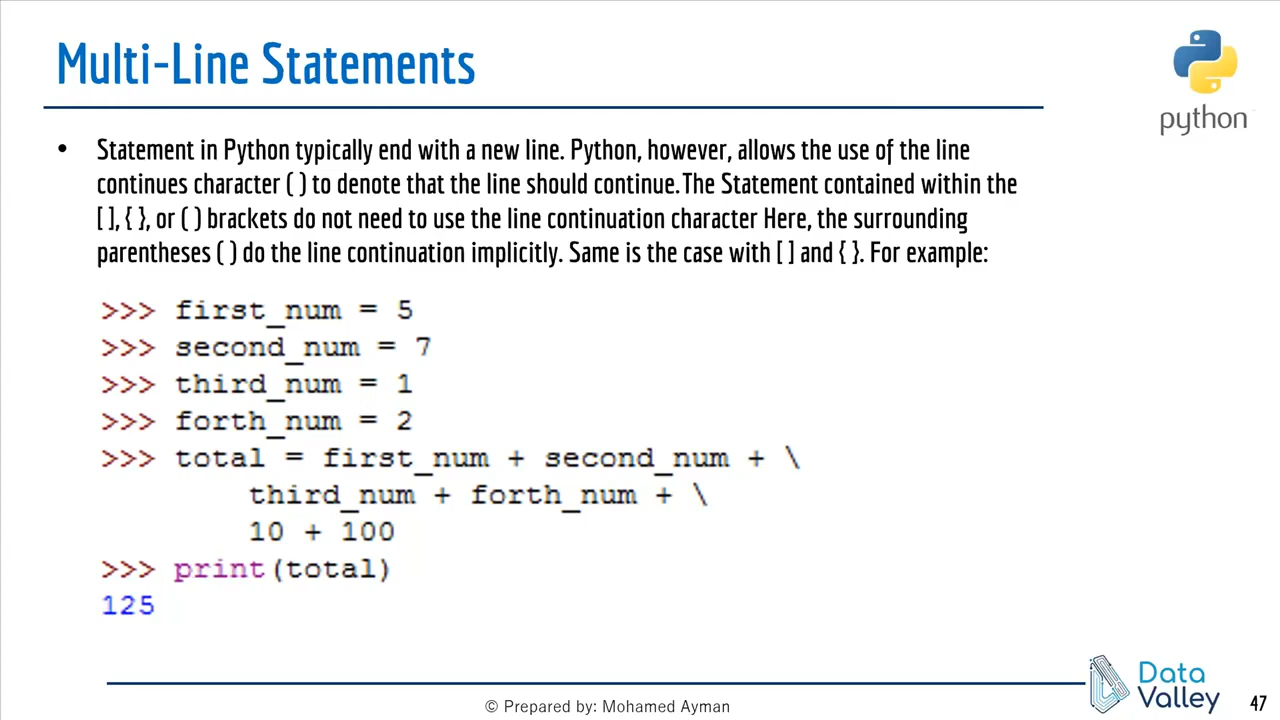 Multi-Line Statements
python
• Statement in Python typically end with a new line. Python, however, allows the use of the line
continues character ( ) to denote that the line should continue.The Statement contained within the
[ ], { }, or ( ) brackets do not need to use the line continuation character Here, the surrounding
parentheses ( ) do the line continuation implicitly. Same is the case with [ ] and { }. For example:
>>> first_num = 5
>>> second_num = 7
>>> third_num = 1
>>> forth_num = 2
>>> total = first_num + second_num + \
        third_num + forth_num + \
        10 + 100
>>> print(total)
125
© Prepared by: Mohamed Ayman
Data
Valley
47